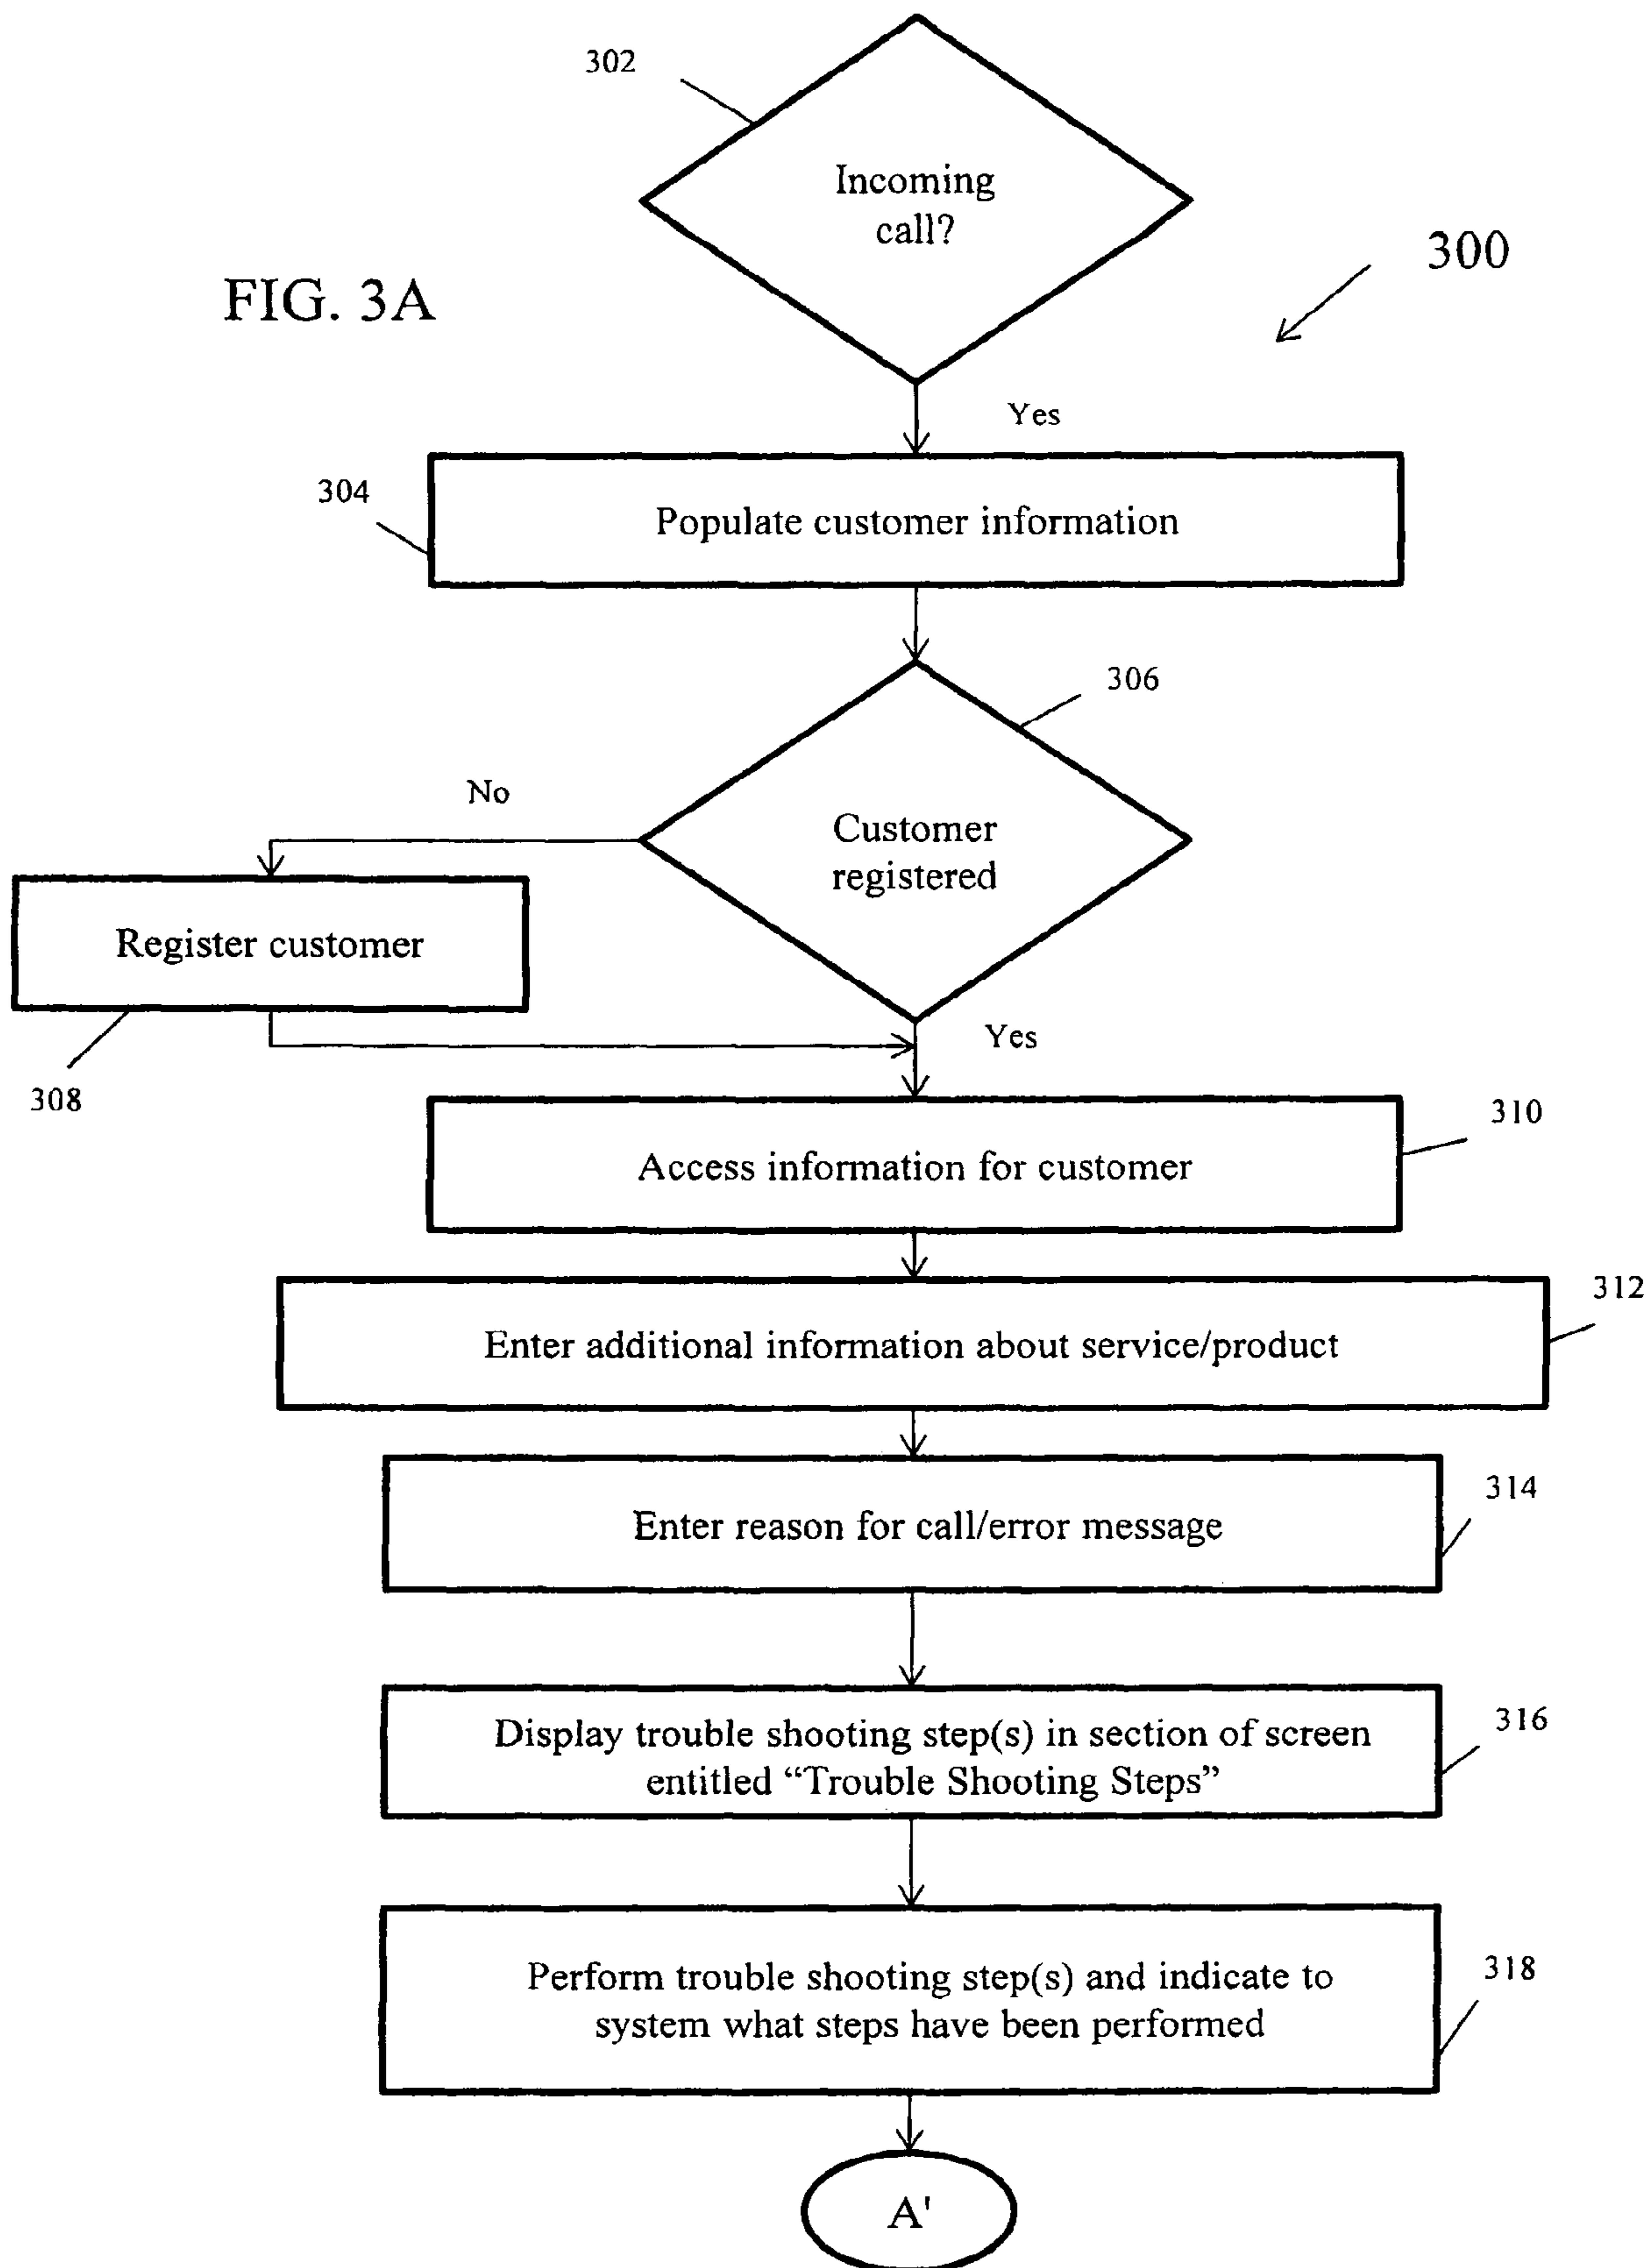 302
Incoming
call?
300
FIG. 3A
Yes
304
Populate customer information
306
No
Customer
registered
Register customer
Yes
308
310
Access information for customer
312
Enter additional information about service/product
314
Enter reason for call/error message
316
Display trouble shooting step(s) in section of screen
entitled “Trouble Shooting Steps”
318
Perform trouble shooting step(s) and indicate to
system what steps have been performed
A'